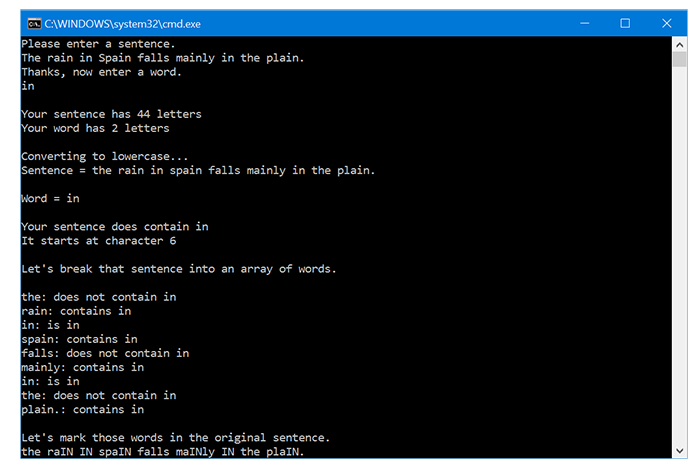 C:\WINDOWS\system32\cmd.exe
Please enter a sentence.
The rain in Spain falls mainly in the plain.
Thanks, now enter a word.
in
Your sentence has 44 letters
Your word has 2 letters
Converting to lowercase...
Sentence = the rain in spain falls mainly in the plain.
Word = in
Your sentence does contain in
It starts at character 6
Let's break that sentence into an array of words.
the: does not contain in
rain: contains in
in: is in
spain: contains in
falls: does not contain in
mainly: contains in
in: is in
the: does not contain in
plain.: contains in
Let's mark those words in the original sentence.
the raIN IN spaIN falls maINly IN the plaIN.